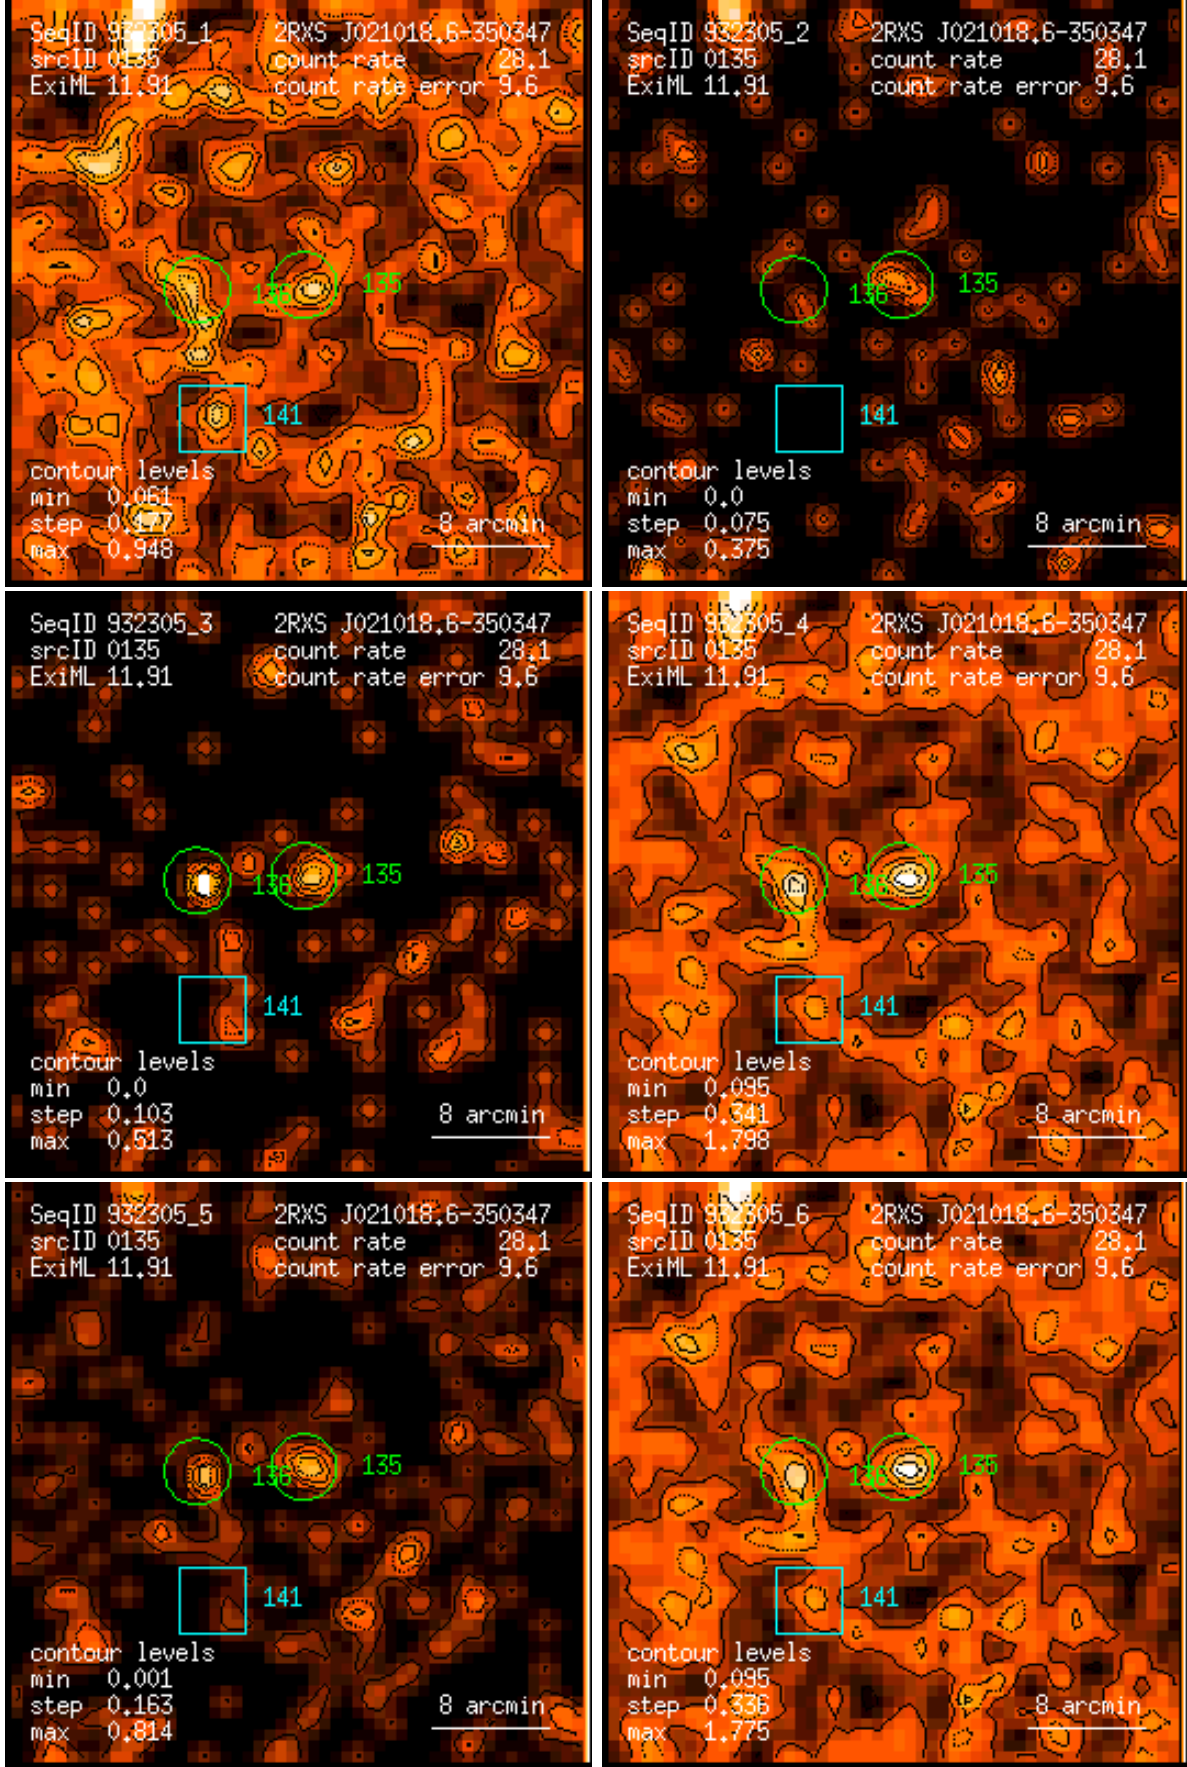 SeqID 932305_1 2RXS J021018.6-350347
srcID 0135 count rate 28.1
ExiML 11.91 count rate error 9.6
136 135
141
contour levels
min 0.061
step 0.177 8 arcmin
max 0.948
SeqID 932305_2 2RXS J021018.6-350347
srcID 0135 count rate 28.1
ExiML 11.91 count rate error 9.6
136 135
141
contour levels
min 0.0
step 0.075 8 arcmin
max 0.375
SeqID 932305_3 2RXS J021018.6-350347
srcID 0135 count rate 28.1
ExiML 11.91 count rate error 9.6
136 135
141
contour levels
min 0.0
step 0.103 8 arcmin
max 0.513
SeqID 932305_4 2RXS J021018.6-350347
srcID 0135 count rate 28.1
ExiML 11.91 count rate error 9.6
136 135
141
contour levels
min 0.095
step 0.341 8 arcmin
max 1.798
SeqID 932305_5 2RXS J021018.6-350347
srcID 0135 count rate 28.1
ExiML 11.91 count rate error 9.6
136 135
141
contour levels
min 0.001
step 0.163 8 arcmin
max 0.814
SeqID 932305_6 2RXS J021018.6-350347
srcID 0135 count rate 28.1
ExiML 11.91 count rate error 9.6
136 135
141
contour levels
min 0.095
step 0.336 8 arcmin
max 1.775